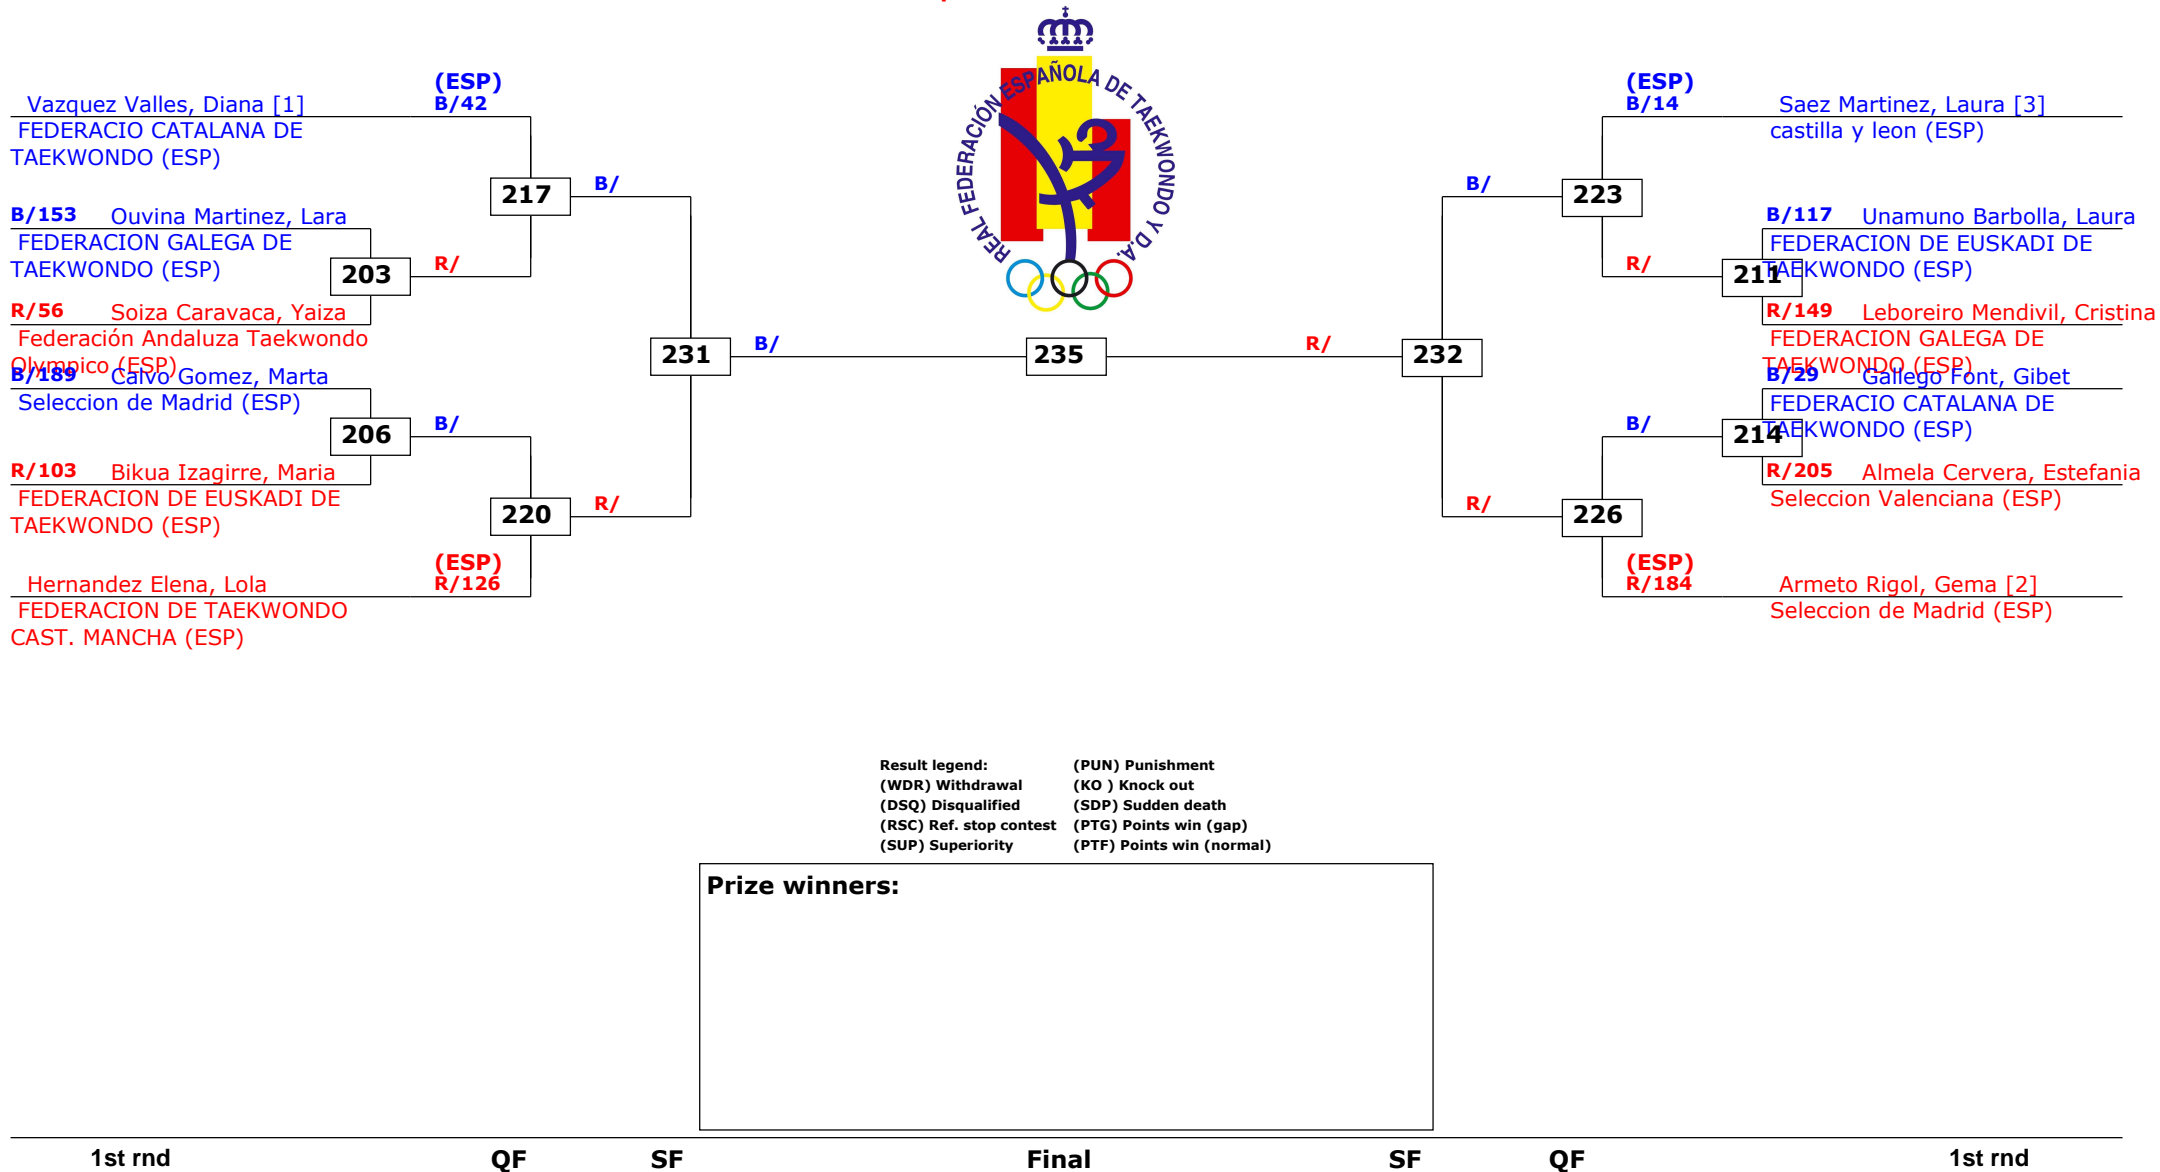 REAL FEDERACIÓN ESPAÑOLA DE TAEKWONDO Y D.A.
(ESP)
Vazquez Valles, Diana [1] B/42
FEDERACIO CATALANA DE
TAEKWONDO (ESP)
217
B/
B/153 Ouvina Martinez, Lara
FEDERACION GALEGA DE
TAEKWONDO (ESP)
203
R/
R/56 Soiza Caravaca, Yaiza
Federación Andaluza Taekwondo
Olympico (ESP)
231
B/
B/189 Calvo Gomez, Marta
Seleccion de Madrid (ESP)
206
B/
R/103 Bikua Izagirre, Maria
FEDERACION DE EUSKADI DE
TAEKWONDO (ESP)
220
R/
(ESP)
Hernandez Elena, Lola R/126
FEDERACION DE TAEKWONDO
CAST. MANCHA (ESP)
235
(ESP)
B/14 Saez Martinez, Laura [3]
castilla y leon (ESP)
B/
223
B/117 Unamuno Barbolla, Laura
FEDERACION DE EUSKADI DE
TAEKWONDO (ESP)
R/
211
R/149 Leboreiro Mendivil, Cristina
FEDERACION GALEGA DE
TAEKWONDO (ESP)
R/
232
B/29 Gallego Font, Gibet
FEDERACIO CATALANA DE
TAEKWONDO (ESP)
B/
214
R/205 Almela Cervera, Estefania
Seleccion Valenciana (ESP)
R/
226
(ESP)
R/184 Armeto Rigol, Gema [2]
Seleccion de Madrid (ESP)
Result legend: (PUN) Punishment
(WDR) Withdrawal (KO ) Knock out
(DSQ) Disqualified (SDP) Sudden death
(RSC) Ref. stop contest (PTG) Points win (gap)
(SUP) Superiority (PTF) Points win (normal)
Prize winners:
1st rnd QF SF Final SF QF 1st rnd